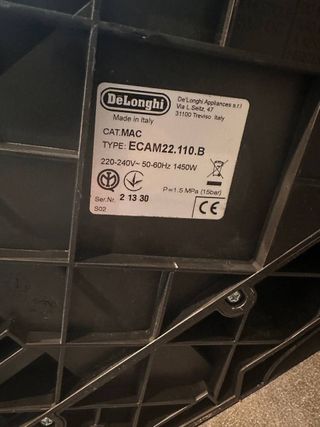 DeLonghi
De'Longhi Appliances s.r.l
Via L. Seitz, 47
31100 Treviso Italy
Made in Italy
CAT.MAC
TYPE: ECAM22.110.B
220-240V~ 50-60Hz 1450W
P=1.5 MPa (15bar)
Ser.Nr. 2 13 30
S02
CE